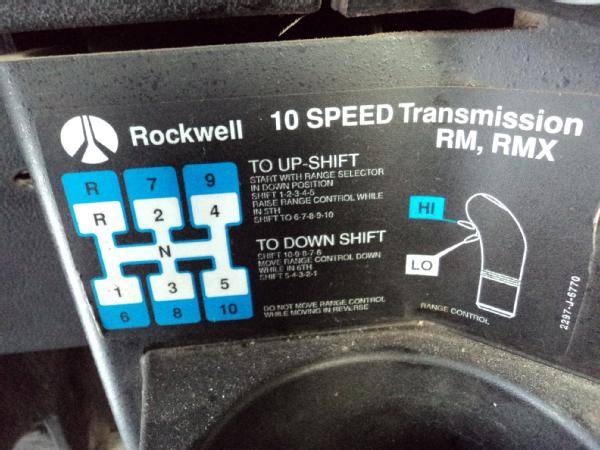 Rockwell
10 SPEED Transmission
RM, RMX
R 7 9
R 2 4
N
1 3 5
6 8 10
TO UP-SHIFT
START WITH RANGE SELECTOR
IN DOWN POSITION
SHIFT 1-2-3-4-5
RAISE RANGE CONTROL WHILE
IN 5TH
SHIFT TO 6-7-8-9-10
TO DOWN SHIFT
SHIFT 10-9-8-7-6
MOVE RANGE CONTROL DOWN
WHILE IN 6TH
SHIFT 5-4-3-2-1
DO NOT MOVE RANGE CONTROL
WHILE MOVING IN REVERSE
HI
LO
RANGE CONTROL
2297-J-6770